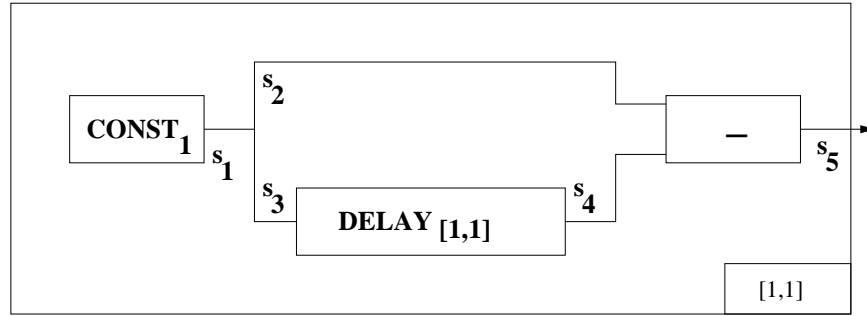 s2
CONST1
–
s1
s5
s3
s4
DELAY [1,1]
[1,1]